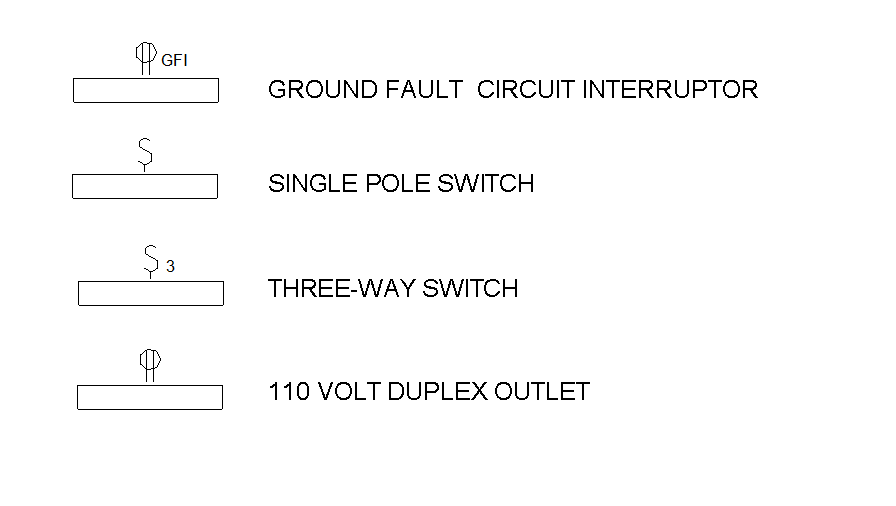 GFI
GROUND FAULT CIRCUIT INTERRUPTOR
S
SINGLE POLE SWITCH
S 3
THREE-WAY SWITCH
110 VOLT DUPLEX OUTLET